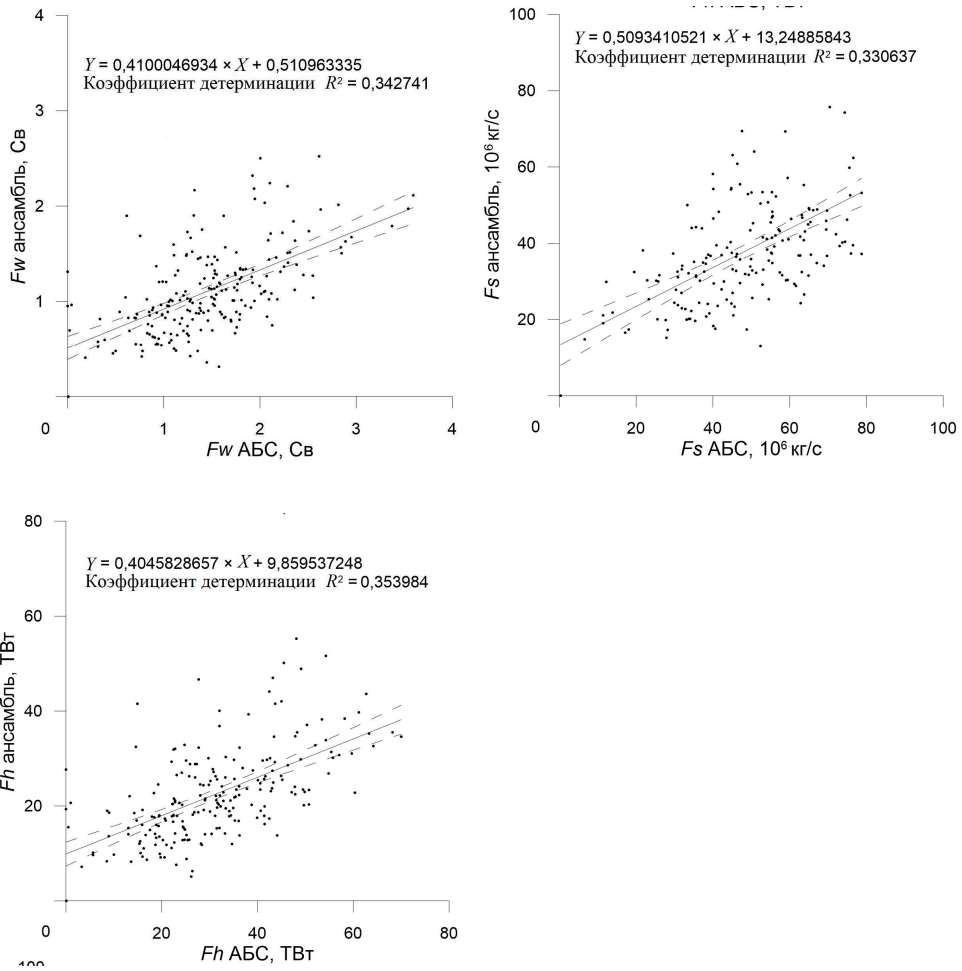 4
3
2
1
0
1
2
3
4
Fw ансамбль, Св
Fw АБС, Св
Y = 0,4100046934 × X + 0,510963335
Коэффициент детерминации R² = 0,342741
100
80
60
40
20
0
20
40
60
80
100
Fs ансамбль, 10⁶ кг/с
Fs АБС, 10⁶ кг/с
Y = 0,5093410521 × X + 13,24885843
Коэффициент детерминации R² = 0,330637
80
60
40
20
0
20
40
60
80
Fh ансамбль, ТВт
Fh АБС, ТВт
Y = 0,4045828657 × X + 9,859537248
Коэффициент детерминации R² = 0,353984